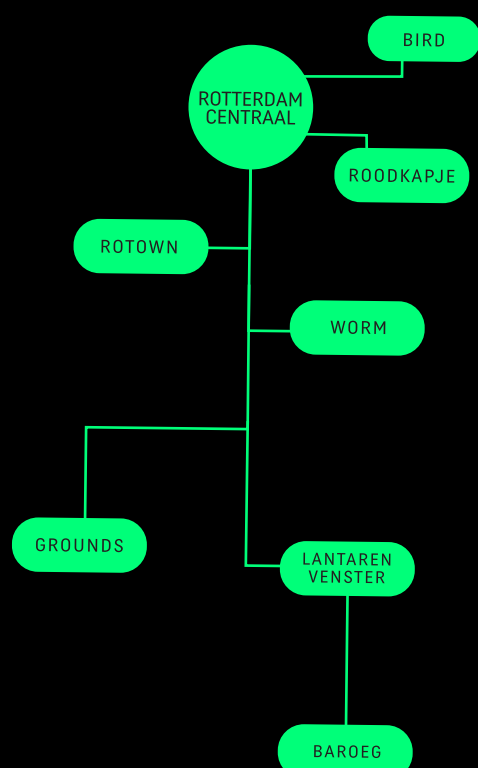 BIRD
ROTTERDAM
CENTRAAL
ROODKAPJE
ROTOWN
WORM
GROUNDS
LANTAREN
VENSTER
BAROEG